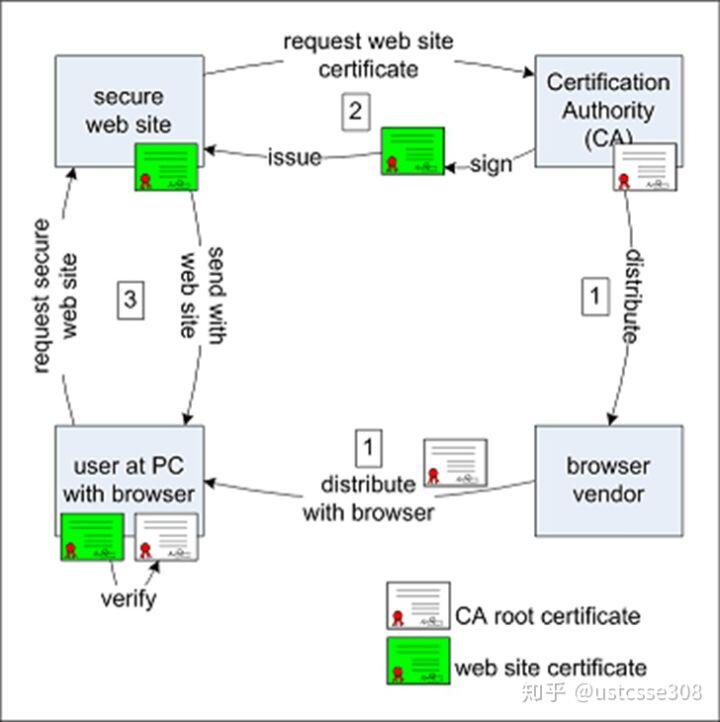 request web site
certificate
secure
web site
2
Certification
Authority
(CA)
issue
sign
request secure
web site
3
send with
web site
1
distribute
user at PC
with browser
1
distribute
with browser
browser
vendor
verify
CA root certificate
web site certificate
知乎 @ustcsse308